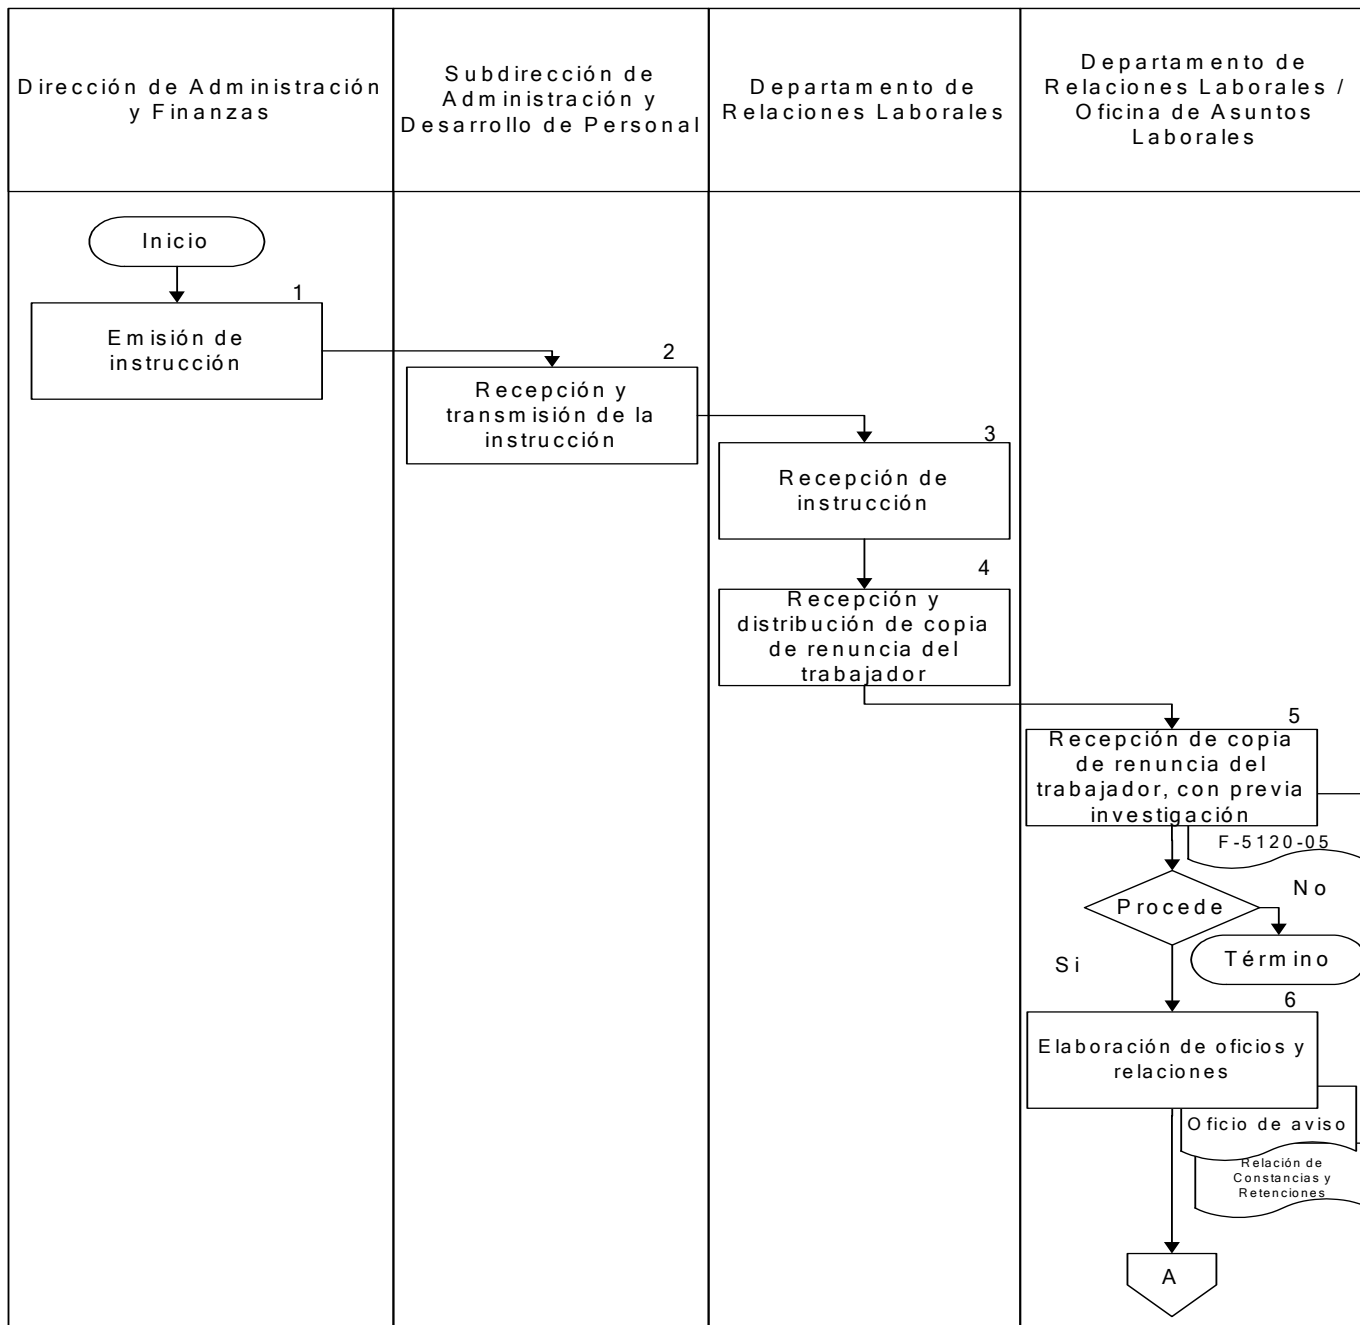 Dirección de Administración
y Finanzas
Subdirección de
Administración y
Desarrollo de Personal
Departamento de
Relaciones Laborales
Departamento de
Relaciones Laborales /
Oficina de Asuntos
Laborales
Inicio
1
Emisión de
instrucción
2
Recepción y
transmisión de la
instrucción
3
Recepción de
instrucción
4
Recepción y
distribución de copia
de renuncia del
trabajador
5
Recepción de copia
de renuncia del
trabajador, con previa
investigación
F-5120-05
Procede
No
Término
Si
6
Elaboración de oficios y
relaciones
Oficio de aviso
Relación de
Constancias y
Retenciones
A